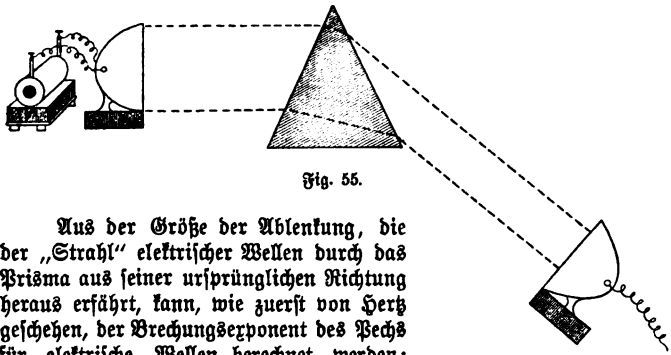 Fig. 55.
Aus der Größe der Ablenkung, die
der „Strahl“ elektrischer Wellen durch das
Prisma aus seiner ursprünglichen Richtung
heraus erfährt, kann, wie zuerst von Hertz
geschehen, der Brechungsexponent des Pechs
für elektrische Wellen berechnet werden;